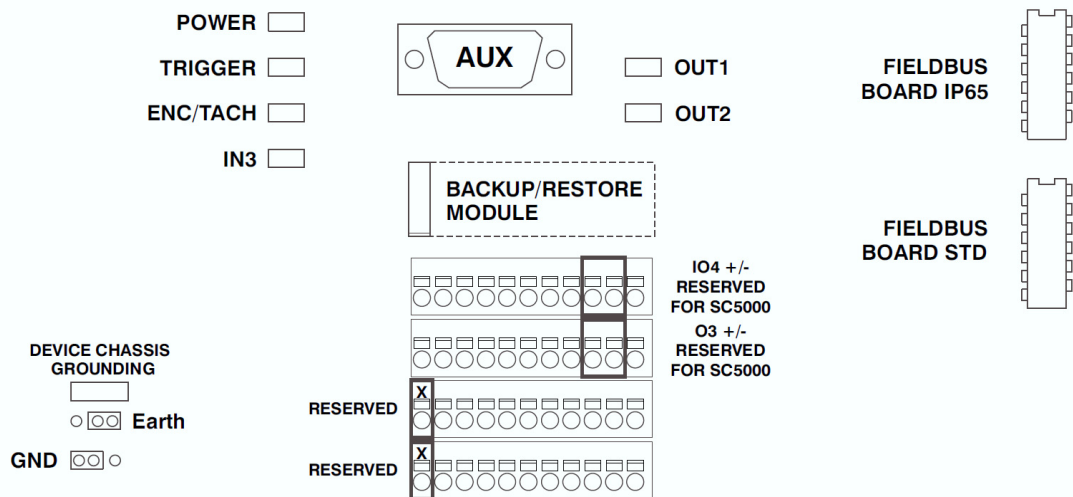 POWER
TRIGGER
ENC/TACH
IN3
AUX
OUT1
OUT2
FIELDBUS
BOARD IP65
BACKUP/RESTORE
MODULE
FIELDBUS
BOARD STD
IO4 +/-
RESERVED
FOR SC5000
O3 +/-
RESERVED
FOR SC5000
DEVICE CHASSIS
GROUNDING
Earth
GND
RESERVED
X
RESERVED
X